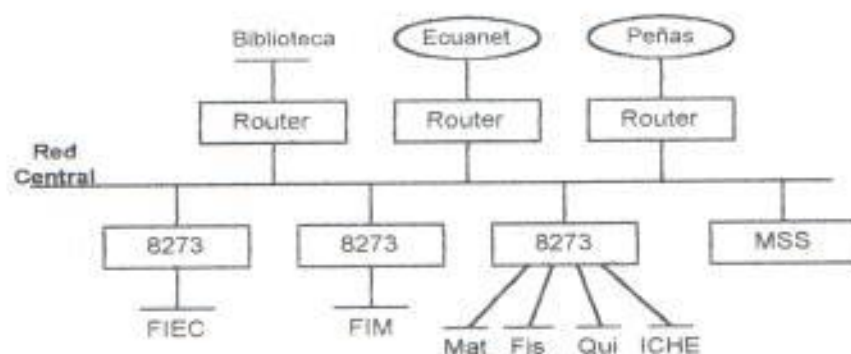 Biblioteca
Ecuanet
Peñas
Router
Router
Router
Red
Central
8273
8273
8273
MSS
FIEC
FIM
Mat
Fis
Qui
ICHE